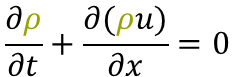 ∂ρ/∂t + ∂(ρu)/∂x = 0